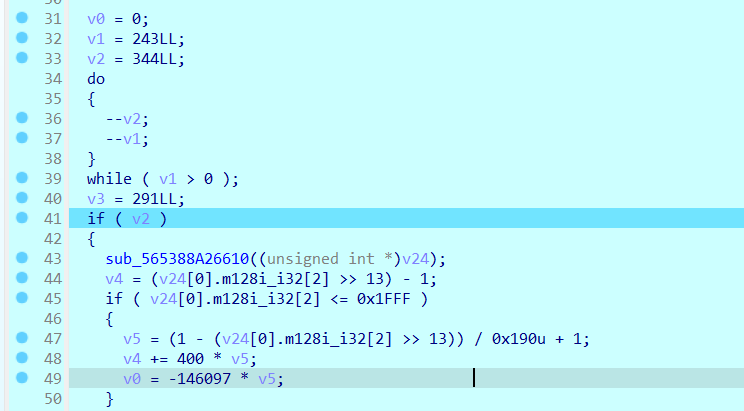 31 v0 = 0;
32 v1 = 243LL;
33 v2 = 344LL;
34 do
35 {
36 --v2;
37 --v1;
38 }
39 while ( v1 > 0 );
40 v3 = 291LL;
41 if ( v2 )
42 {
43 sub_565388A26610((unsigned int *)v24);
44 v4 = (v24[0].m128i_i32[2] >> 13) - 1;
45 if ( v24[0].m128i_i32[2] <= 0x1FFF )
46 {
47 v5 = (1 - (v24[0].m128i_i32[2] >> 13)) / 0x190u + 1;
48 v4 += 400 * v5;
49 v0 = -146097 * v5;
50 }